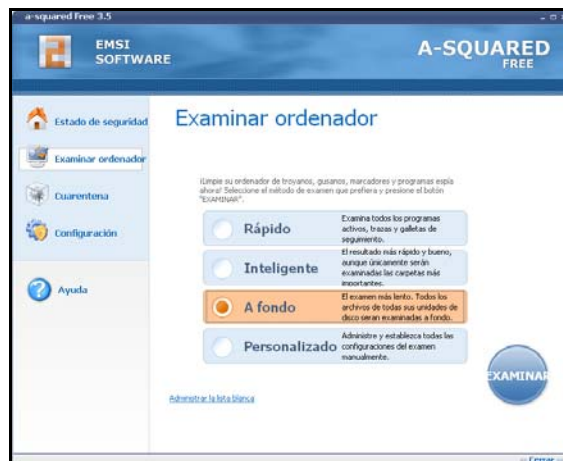 a-squared Free 3.5
EMSI
SOFTWARE
A-SQUARED
FREE
Estado de seguridad
Examinar ordenador
Cuarentena
Configuración
Ayuda
Examinar ordenador
¡Limpie su ordenador de troyanos, gusanos, marcadores y programas espía
ahora! Seleccione el método de examen que prefiera y presione el botón
"EXAMINAR".
Rápido
Examina todos los programas
activos, trazas y galletas de
seguimiento.
Inteligente
El resultado más rápido y bueno,
aunque únicamente serán
examinadas las carpetas más
importantes.
A fondo
El examen más lento. Todos los
archivos de todas sus unidades de
disco seran examinadas a fondo.
Personalizado
Administre y establezca todas las
configuraciones del examen
manualmente.
EXAMINAR
Administrar la lista blanca
Cerrar